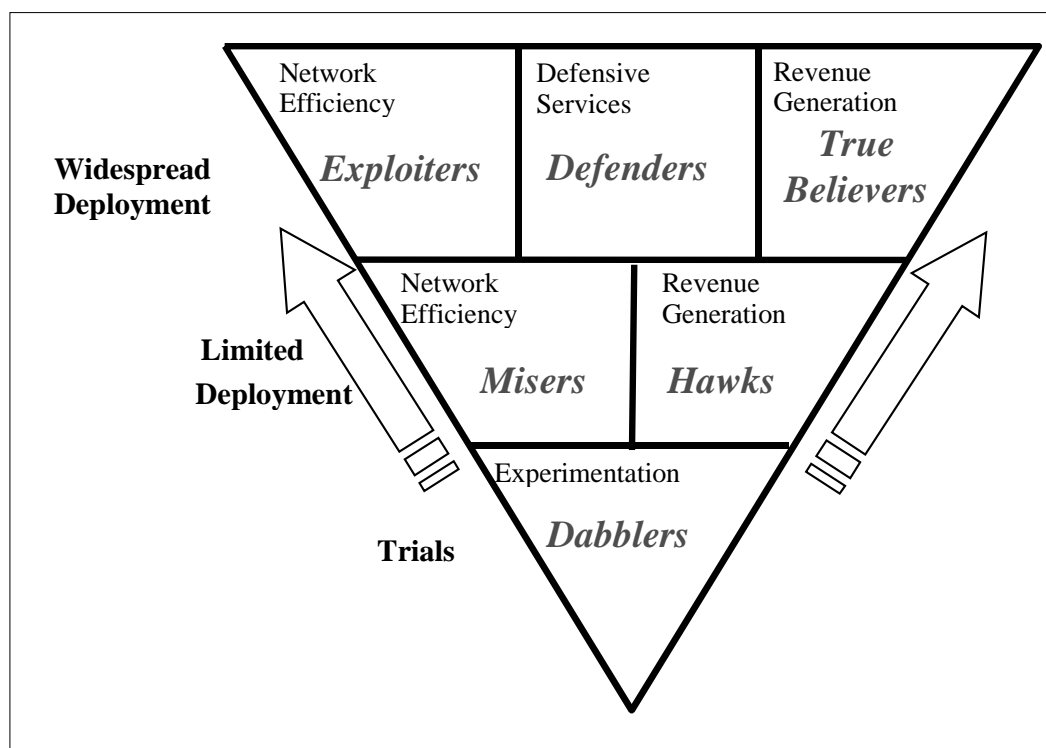 Network
Efficiency
Exploiters
Defensive
Services
Defenders
Revenue
Generation
True
Believers
Widespread
Deployment
Network
Efficiency
Misers
Revenue
Generation
Hawks
Limited
Deployment
Experimentation
Dabblers
Trials